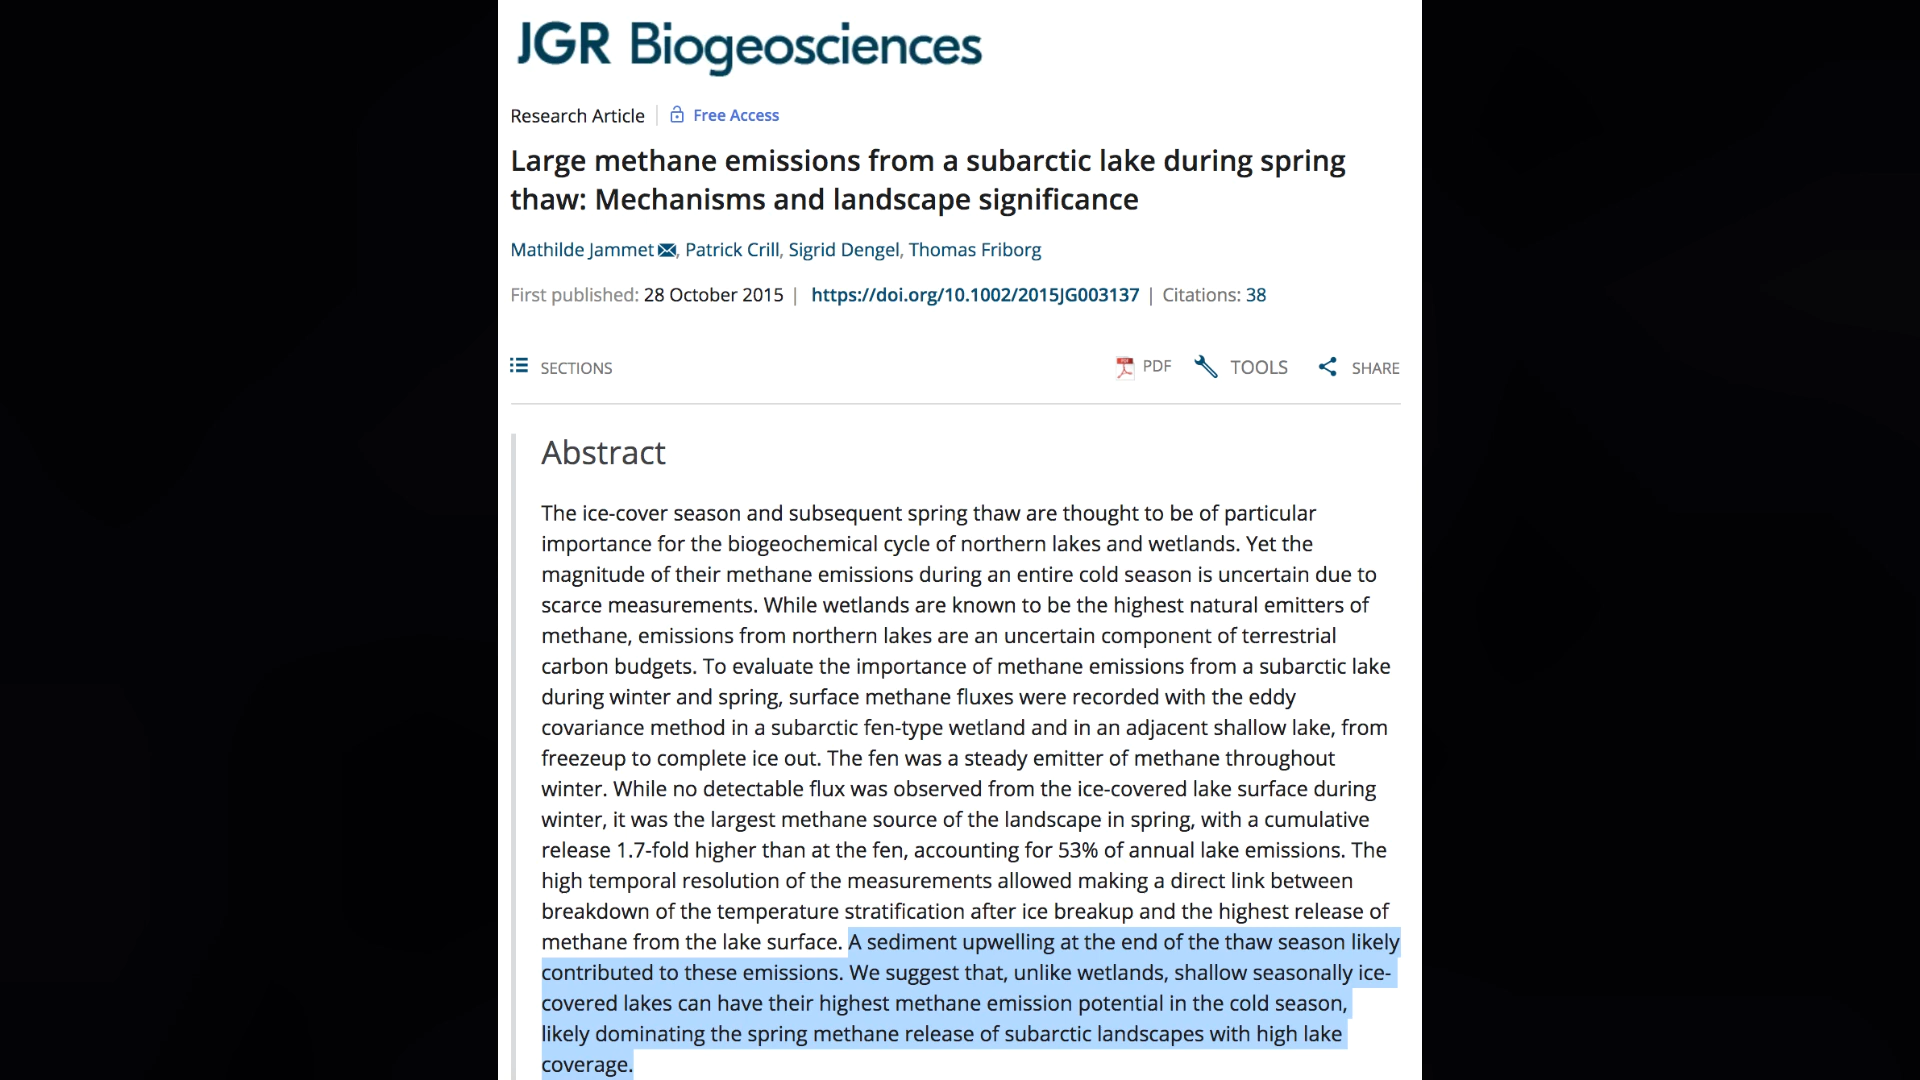 JGR Biogeosciences
Research Article | Free Access
Large methane emissions from a subarctic lake during spring
thaw: Mechanisms and landscape significance
Mathilde Jammet, Patrick Crill, Sigrid Dengel, Thomas Friborg
First published: 28 October 2015 | https://doi.org/10.1002/2015JG003137 | Citations: 38
SECTIONS PDF TOOLS SHARE
Abstract
The ice-cover season and subsequent spring thaw are thought to be of particular
importance for the biogeochemical cycle of northern lakes and wetlands. Yet the
magnitude of their methane emissions during an entire cold season is uncertain due to
scarce measurements. While wetlands are known to be the highest natural emitters of
methane, emissions from northern lakes are an uncertain component of terrestrial
carbon budgets. To evaluate the importance of methane emissions from a subarctic lake
during winter and spring, surface methane fluxes were recorded with the eddy
covariance method in a subarctic fen-type wetland and in an adjacent shallow lake, from
freezeup to complete ice out. The fen was a steady emitter of methane throughout
winter. While no detectable flux was observed from the ice-covered lake surface during
winter, it was the largest methane source of the landscape in spring, with a cumulative
release 1.7-fold higher than at the fen, accounting for 53% of annual lake emissions. The
high temporal resolution of the measurements allowed making a direct link between
breakdown of the temperature stratification after ice breakup and the highest release of
methane from the lake surface. A sediment upwelling at the end of the thaw season likely
contributed to these emissions. We suggest that, unlike wetlands, shallow seasonally ice-
covered lakes can have their highest methane emission potential in the cold season,
likely dominating the spring methane release of subarctic landscapes with high lake
coverage.